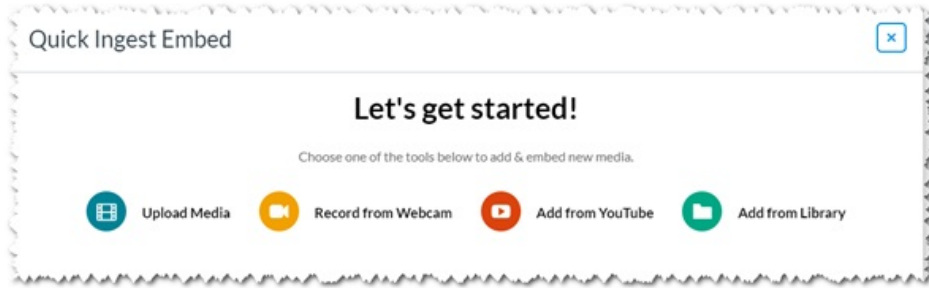 Quick Ingest Embed
Let's get started!
Choose one of the tools below to add & embed new media.
Upload Media Record from Webcam Add from YouTube Add from Library